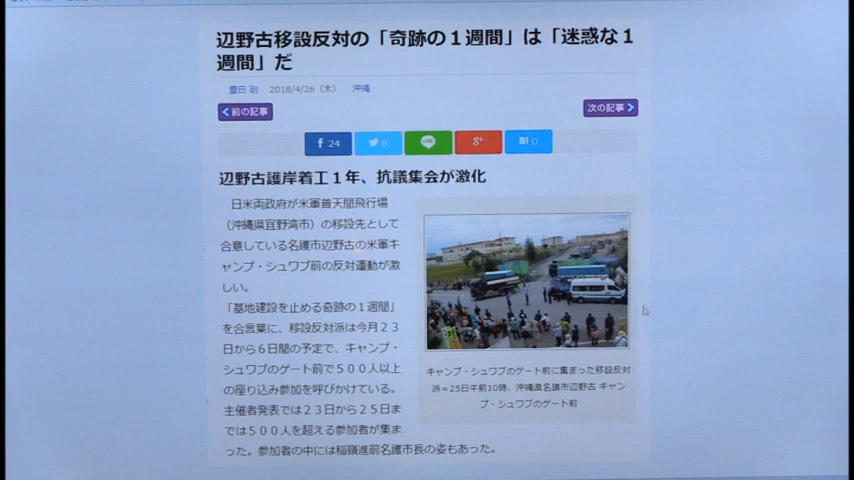 辺野古移設反対の「奇跡の１週間」は「迷惑な１
週間」だ
豊田 剛 2018/4/26（木） 沖縄
前の記事
次の記事
24
6
LINE
g+
B! 0
辺野古護岸着工１年、抗議集会が激化
日米両政府が米軍普天間飛行場
（沖縄県宜野湾市）の移設先として
合意している名護市辺野古の米軍キ
ャンプ・シュワブ前の反対運動が激
しい。
「基地建設を止める奇跡の１週間」
を合言葉に、移設反対派は今月２３
日から６日間の予定で、キャンプ・
シュワブのゲート前で５００人以上
の座り込み参加を呼びかけている。
主催者発表では２３日から２５日ま
では５００人を超える参加者が集ま
った。参加者の中には稲嶺進前名護市長の姿もあった。
キャンプ・シュワブのゲート前に集まった移設反対
派＝25日午前10時、沖縄県名護市辺野古 キャン
プ・シュワブのゲート前